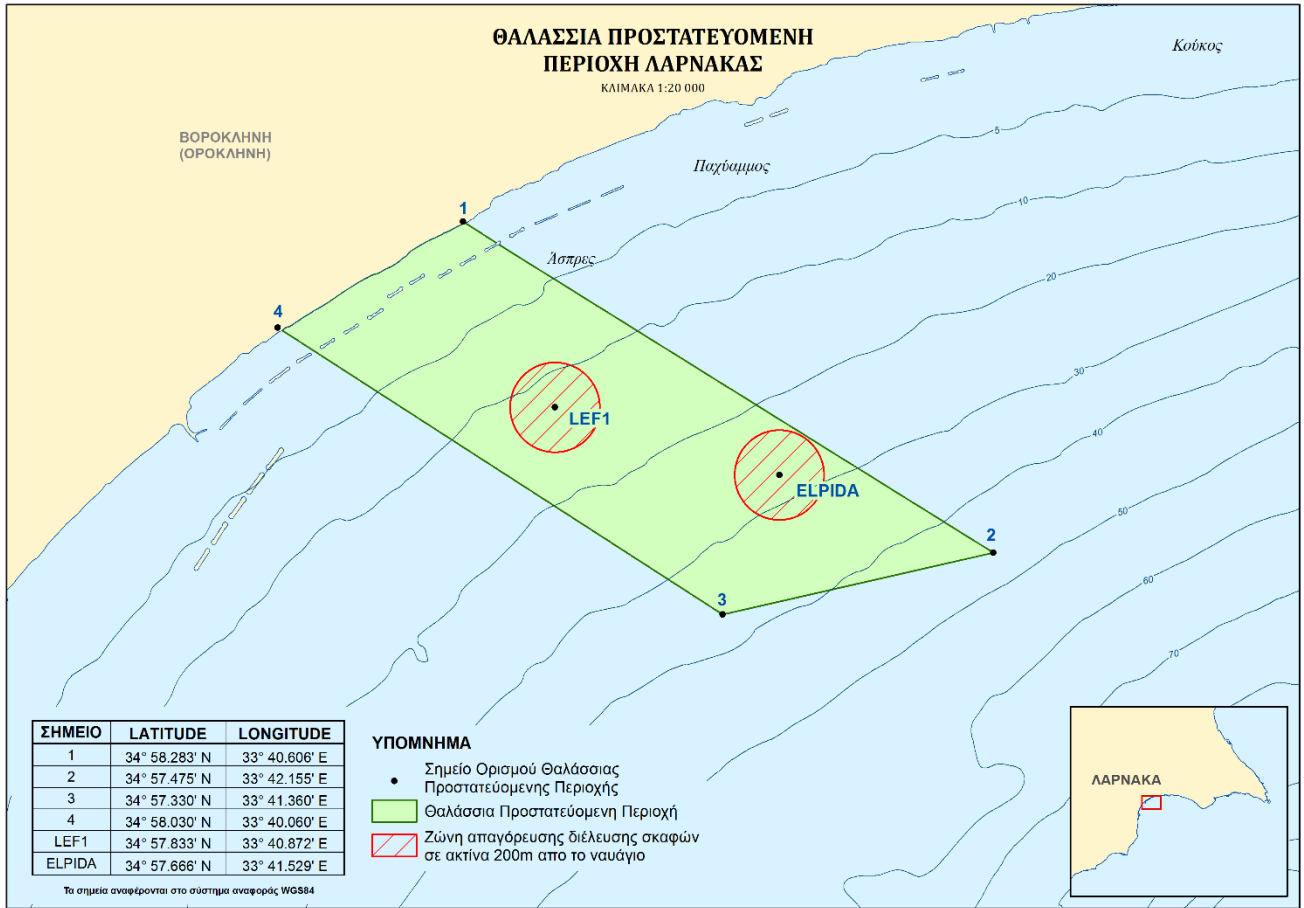 ΘΑΛΑΣΣΙΑ ΠΡΟΣΤΑΤΕΥΟΜΕΝΗ
ΠΕΡΙΟΧΗ ΛΑΡΝΑΚΑΣ
ΚΛΙΜΑΚΑ 1:20 000
Κούκος
ΒΟΡΟΚΛΗΝΗ
(ΟΡΟΚΛΗΝΗ)
5
Παχύαμμος
10
1
Άσπρες
20
4
30
LEF1
40
ELPIDA
50
2
60
3
70
ΣΗΜΕΙΟ LATITUDE LONGITUDE
1 34° 58.283' N 33° 40.606' E
2 34° 57.475' N 33° 42.155' E
3 34° 57.330' N 33° 41.360' E
4 34° 58.030' N 33° 40.060' E
LEF1 34° 57.833' N 33° 40.872' E
ELPIDA 34° 57.666' N 33° 41.529' E
Τα σημεία αναφέρονται στο σύστημα αναφοράς WGS84
ΥΠΟΜΝΗΜΑ
Σημείο Ορισμού Θαλάσσιας
Προστατεύομενης Περιοχής
Θαλάσσια Προστατεύομενη Περιοχή
Ζώνη απαγόρευσης διέλευσης σκαφών
σε ακτίνα 200m απο το ναυάγιο
ΛΑΡΝΑΚΑ